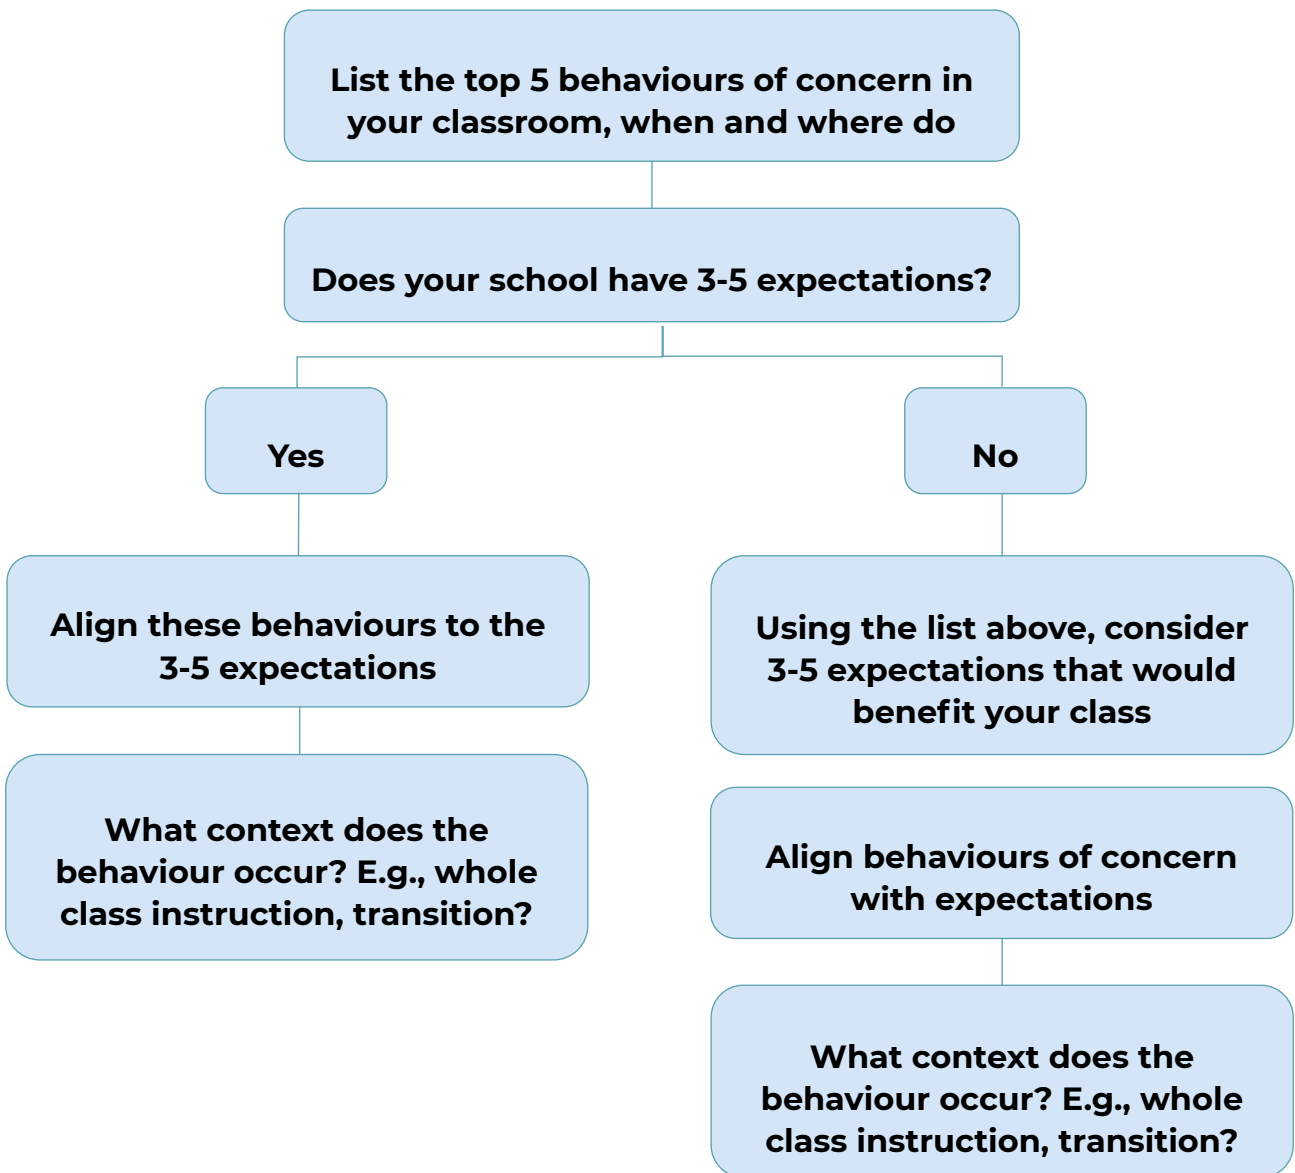 List the top 5 behaviours of concern in
your classroom, when and where do
Does your school have 3-5 expectations?
Yes
No
Align these behaviours to the
3-5 expectations
Using the list above, consider
3-5 expectations that would
benefit your class
What context does the
behaviour occur? E.g., whole
class instruction, transition?
Align behaviours of concern
with expectations
What context does the
behaviour occur? E.g., whole
class instruction, transition?